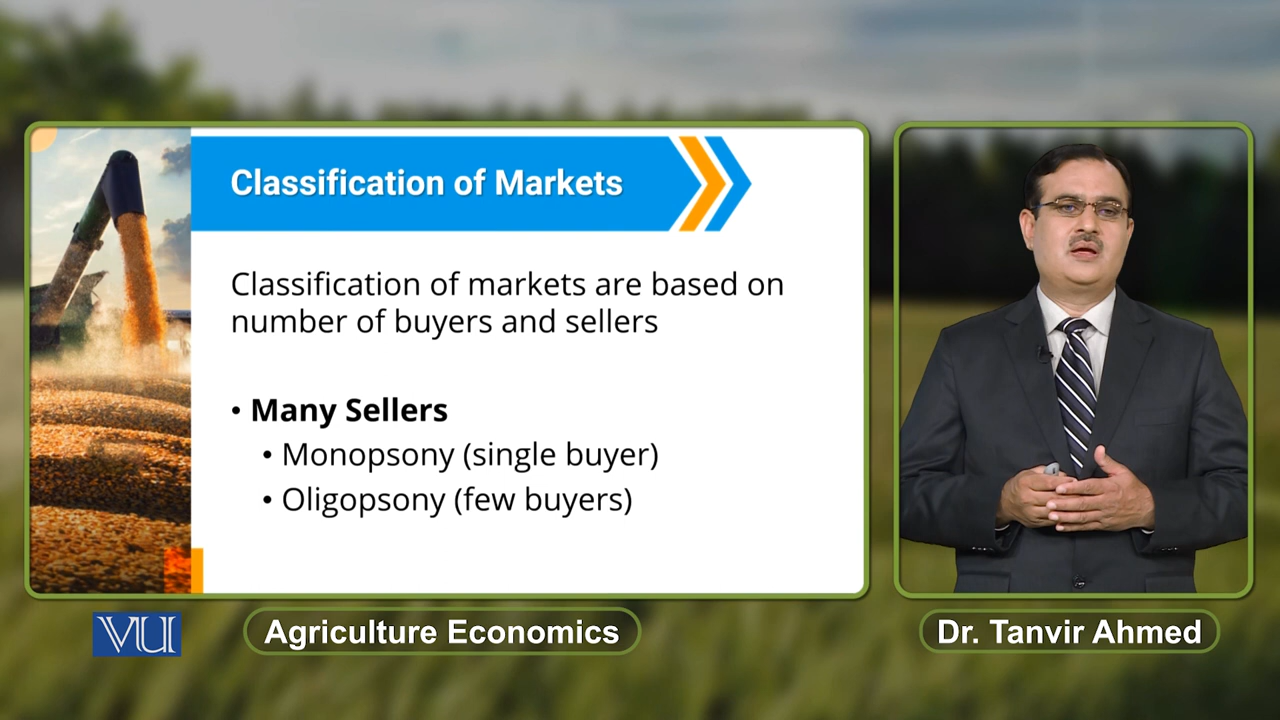 Classification of Markets
Classification of markets are based on
number of buyers and sellers
• Many Sellers
• Monopsony (single buyer)
• Oligopsony (few buyers)
VU
Agriculture Economics
Dr. Tanvir Ahmed